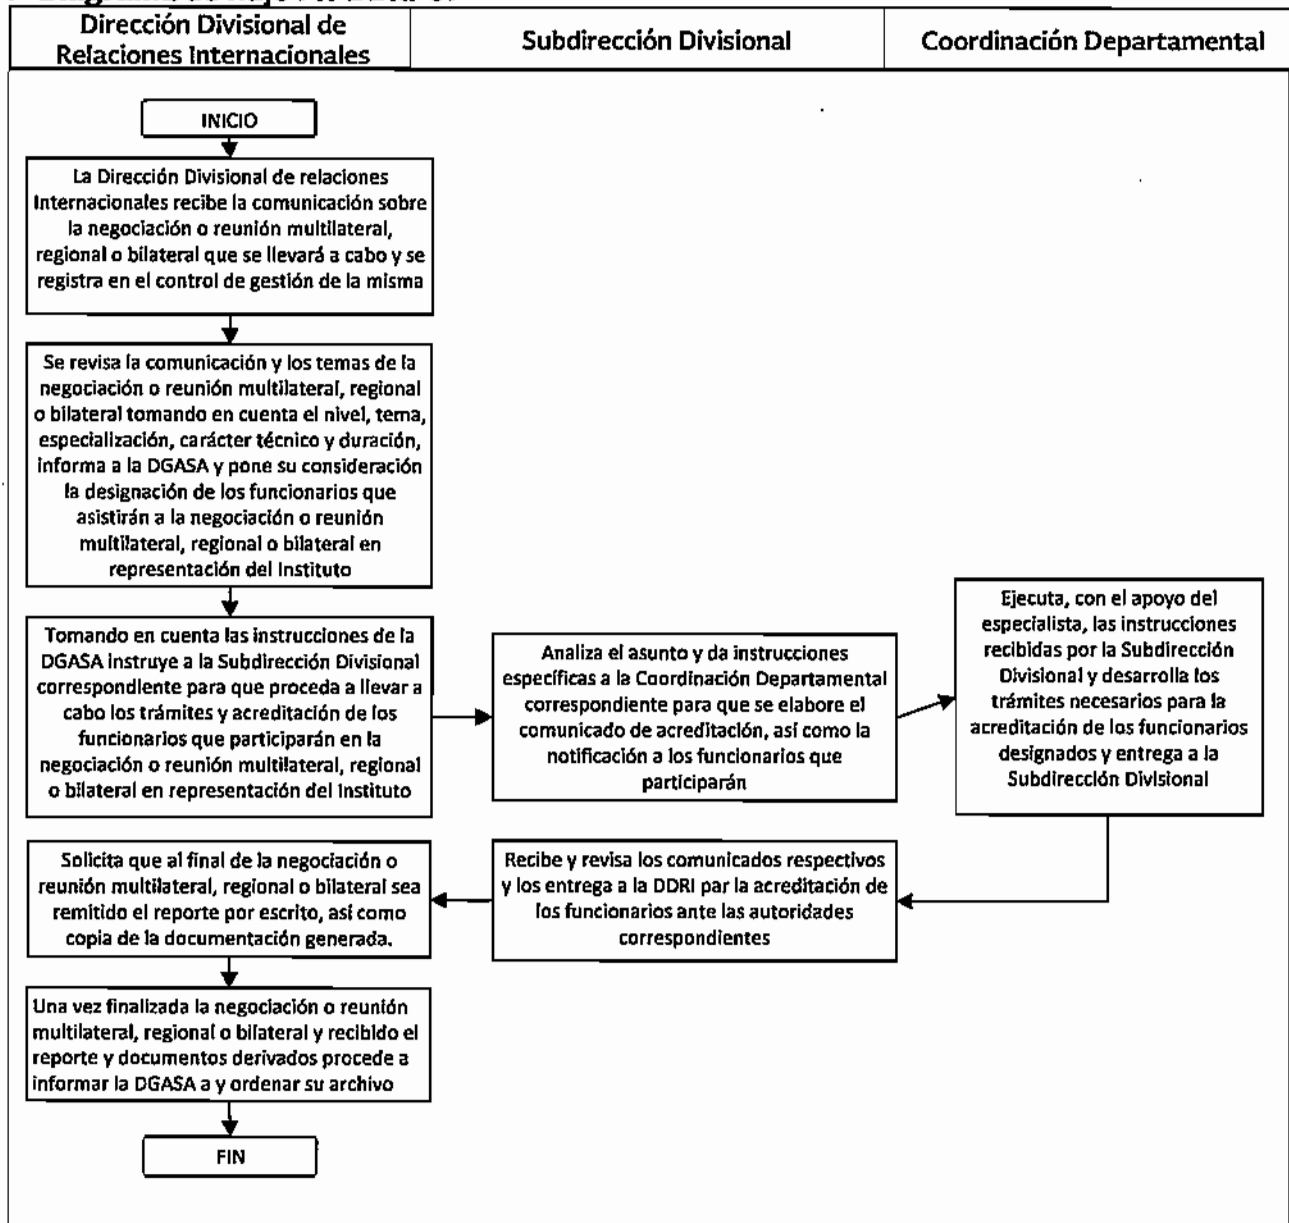 Dirección Divisional de
Relaciones Internacionales
Subdirección Divisional
Coordinación Departamental
INICIO
La Dirección Divisional de relaciones
Internacionales recibe la comunicación sobre
la negociación o reunión multilateral,
regional o bilateral que se llevará a cabo y se
registra en el control de gestión de la misma
Se revisa la comunicación y los temas de la
negociación o reunión multilateral, regional
o bilateral tomando en cuenta el nivel, tema,
especialización, carácter técnico y duración,
informa a la DGASA y pone su consideración
la designación de los funcionarios que
asistirán a la negociación o reunión
multilateral, regional o bilateral en
representación del Instituto
Tomando en cuenta las instrucciones de la
DGASA instruye a la Subdirección Divisional
correspondiente para que proceda a llevar a
cabo los trámites y acreditación de los
funcionarios que participarán en la
negociación o reunión multilateral, regional
o bilateral en representación del Instituto
Analiza el asunto y da instrucciones
específicas a la Coordinación Departamental
correspondiente para que se elabore el
comunicado de acreditación, así como la
notificación a los funcionarios que
participarán
Ejecuta, con el apoyo del
especialista, las instrucciones
recibidas por la Subdirección
Divisional y desarrolla los
trámites necesarios para la
acreditación de los funcionarios
designados y entrega a la
Subdirección Divisional
Recibe y revisa los comunicados respectivos
y los entrega a la DDRI par la acreditación de
los funcionarios ante las autoridades
correspondientes
Solicita que al final de la negociación o
reunión multilateral, regional o bilateral sea
remitido el reporte por escrito, así como
copia de la documentación generada.
Una vez finalizada la negociación o reunión
multilateral, regional o bilateral y recibido el
reporte y documentos derivados procede a
informar la DGASA a y ordenar su archivo
FIN